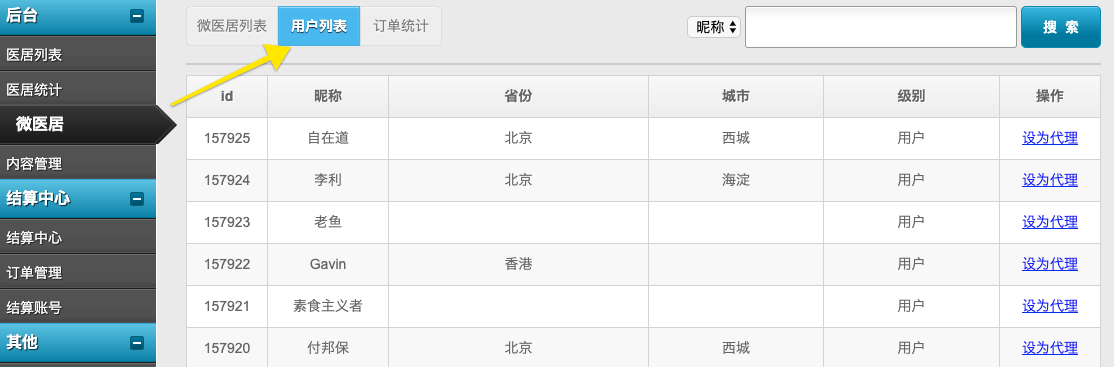 后台
医居列表
医居统计
微医居
内容管理
结算中心
结算中心
订单管理
结算账号
其他
微医居列表 用户列表 订单统计
昵称 搜 索
id 昵称 省份 城市 级别 操作
157925 自在道 北京 西城 用户 设为代理
157924 李利 北京 海淀 用户 设为代理
157923 老鱼 用户 设为代理
157922 Gavin 香港 用户 设为代理
157921 素食主义者 用户 设为代理
157920 付邦保 北京 西城 用户 设为代理